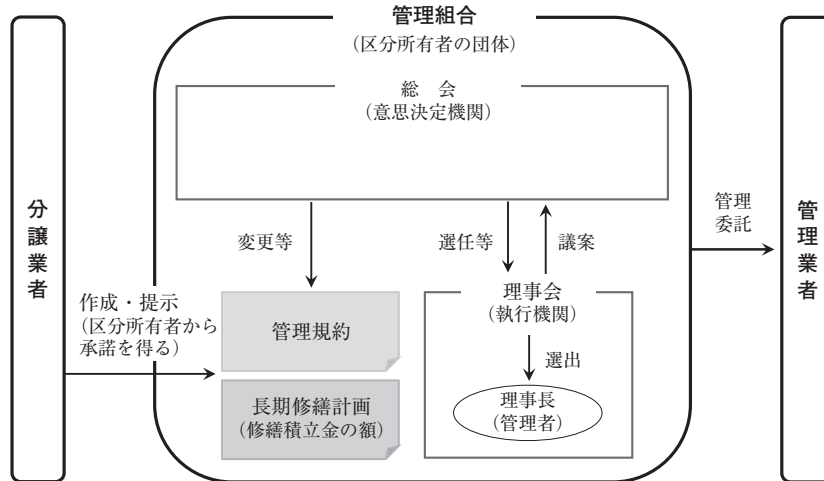 管理組合
（区分所有者の団体）
総　会
（意思決定機関）
分譲業者
変更等
選任等
議案
管理
委託
管理業者
作成・提示
（区分所有者から
承諾を得る）
管理規約
理事会
（執行機関）
選出
長期修繕計画
（修繕積立金の額）
理事長
（管理者）